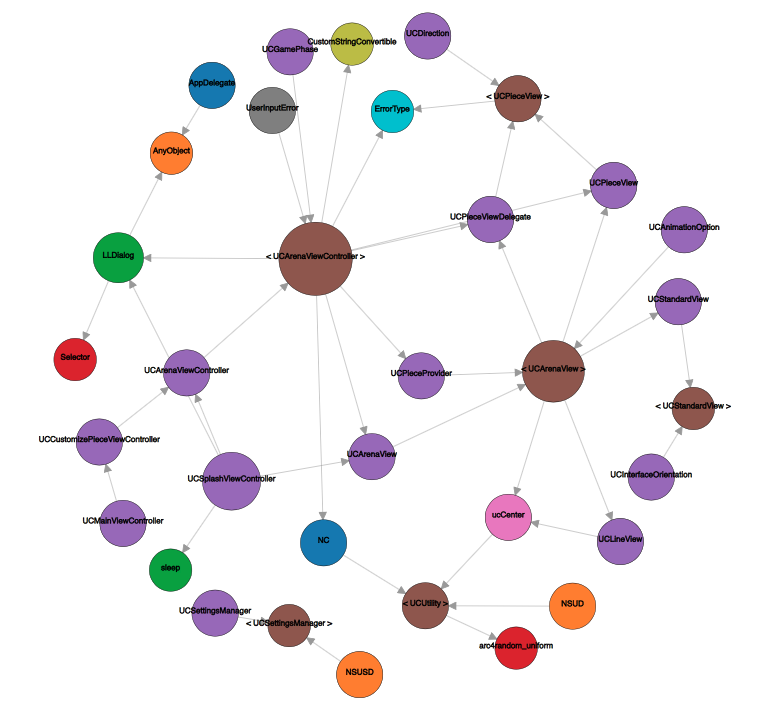 UCDirection
UCGamePhase
CustomStringConvertible
AppDelegate
< UCPieceView >
UserInputError
ErrorType
AnyObject
UCPieceView
UCPieceViewDelegate
UCAnimationOption
LLDialog
< UCArenaViewController >
UCStandardView
Selector
UCArenaViewController
UCPieceProvider
< UCArenaView >
< UCStandardView >
UCCustomizePieceViewController
UCArenaView
UCSplashViewController
UCInterfaceOrientation
UCMainViewController
ucCenter
NC
UCLineView
sleep
UCSettingsManager
< UCUtility >
NSUD
< UCSettingsManager >
arc4random_uniform
NSUSD